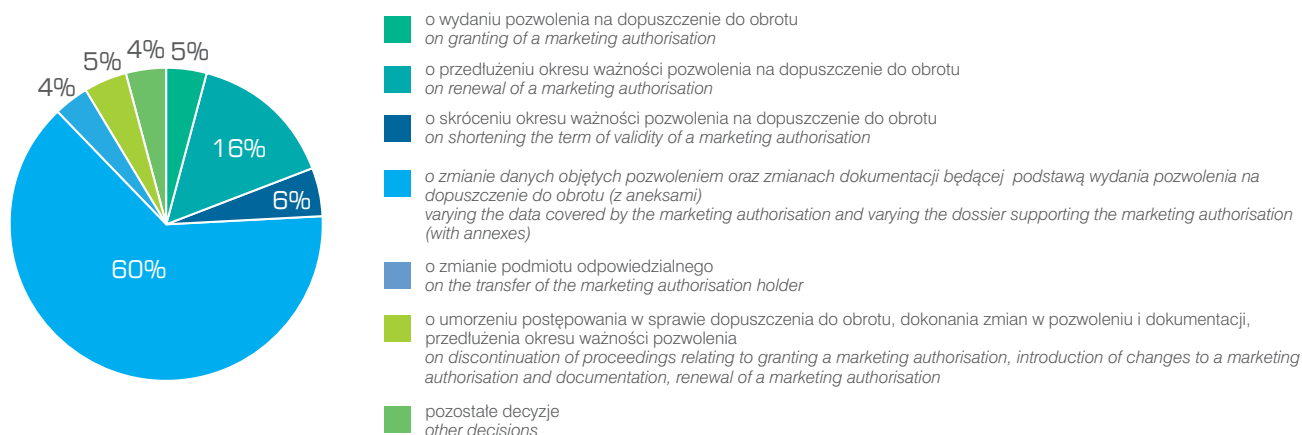 4% 5%
5%
4%
16%
6%
60%
o wydaniu pozwolenia na dopuszczenie do obrotu
on granting of a marketing authorisation
o przedłużeniu okresu ważności pozwolenia na dopuszczenie do obrotu
on renewal of a marketing authorisation
o skróceniu okresu ważności pozwolenia na dopuszczenie do obrotu
on shortening the term of validity of a marketing authorisation
o zmianie danych objętych pozwoleniem oraz zmianach dokumentacji będącej podstawą wydania pozwolenia na
dopuszczenie do obrotu (z aneksami)
varying the data covered by the marketing authorisation and varying the dossier supporting the marketing authorisation
(with annexes)
o zmianie podmiotu odpowiedzialnego
on the transfer of the marketing authorisation holder
o umorzeniu postępowania w sprawie dopuszczenia do obrotu, dokonania zmian w pozwoleniu i dokumentacji,
przedłużenia okresu ważności pozwolenia
on discontinuation of proceedings relating to granting a marketing authorisation, introduction of changes to a marketing
authorisation and documentation, renewal of a marketing authorisation
pozostałe decyzje
other decisions